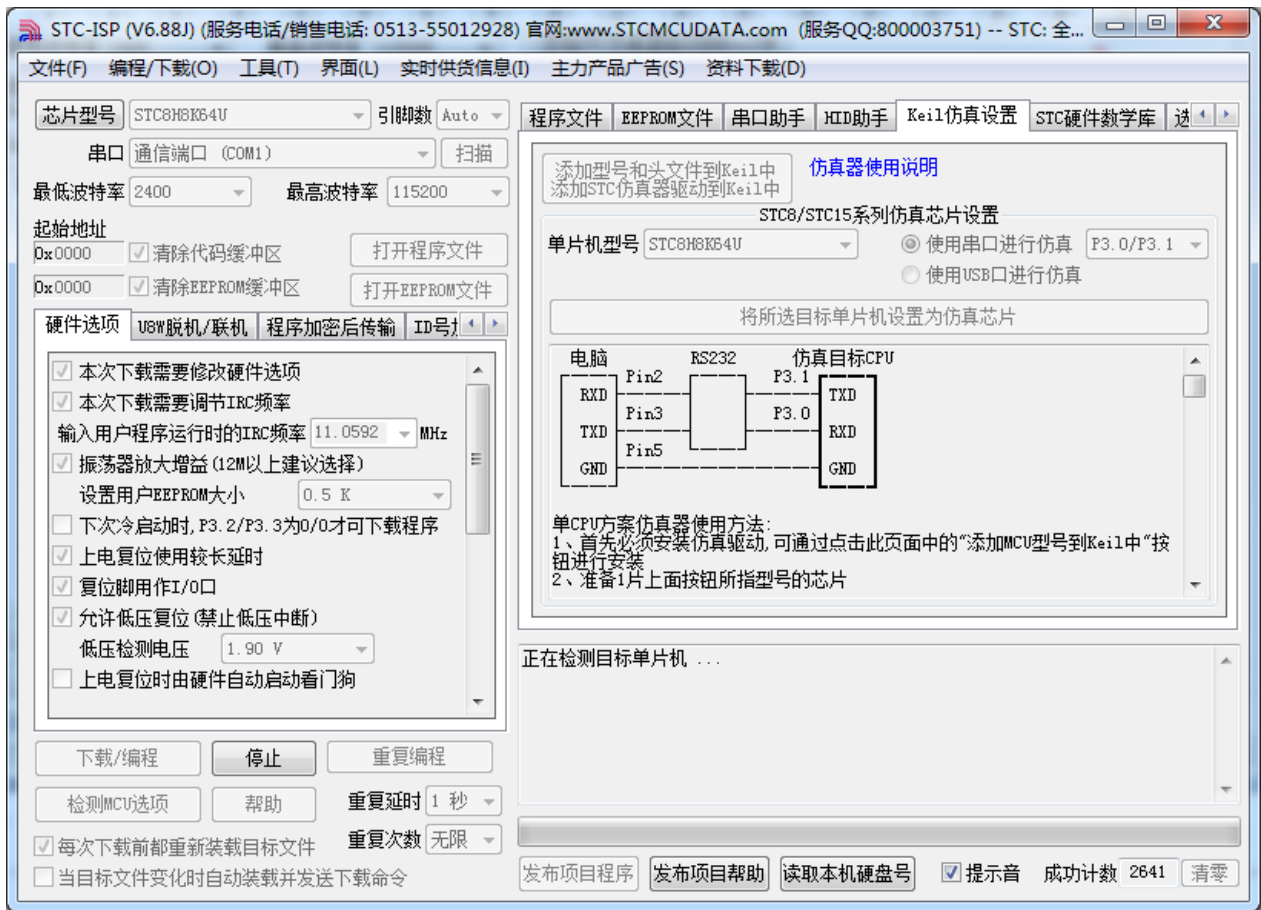 STC-ISP (V6.88J) (服务电话/销售电话: 0513-55012928) 官网:www.STCMCUDATA.com (服务QQ:800003751) -- STC: 全...
文件(F) 编程/下载(O) 工具(T) 界面(L) 实时供货信息(I) 主力产品广告(S) 资料下载(D)
芯片型号 STC8H8K64U 引脚数 Auto
串口 通信端口 (COM1) 扫描
最低波特率 2400 最高波特率 115200
起始地址
0x0000 清除代码缓冲区 打开程序文件
0x0000 清除EEPROM缓冲区 打开EEPROM文件
硬件选项 U8W脱机/联机 程序加密后传输 ID号
本次下载需要修改硬件选项
本次下载需要调节IRC频率
输入用户程序运行时的IRC频率 11.0592 MHz
振荡器放大增益(12M以上建议选择)
设置用户EEPROM大小 0.5 K
下次冷启动时,P3.2/P3.3为0/0才可下载程序
上电复位使用较长延时
复位脚用作I/O口
允许低压复位(禁止低压中断)
低压检测电压 1.90 V
上电复位时由硬件自动启动看门狗
下载/编程 停止 重复编程
检测MCU选项 帮助 重复延时 1 秒
每次下载前都重新装载目标文件 重复次数 无限
当目标文件变化时自动装载并发送下载命令
程序文件 EEPROM文件 串口助手 HID助手 Keil仿真设置 STC硬件数学库 选
添加型号和头文件到Keil中
添加STC仿真器驱动到Keil中
仿真器使用说明
STC8/STC15系列仿真芯片设置
单片机型号 STC8H8K64U 使用串口进行仿真 P3.0/P3.1
使用USB口进行仿真
将所选目标单片机设置为仿真芯片
电脑 RS232 仿真目标CPU
Pin2 P3.1
RXD TXD
Pin3 P3.0
TXD RXD
Pin5
GND GND
单CPU方案仿真器使用方法:
1、首先必须安装仿真驱动,可通过点击此页面中的"添加MCU型号到Keil中"按
钮进行安装
2、准备1片上面按钮所指型号的芯片
正在检测目标单片机 ...
发布项目程序 发布项目帮助 读取本机硬盘号 提示音 成功计数 2641 清零